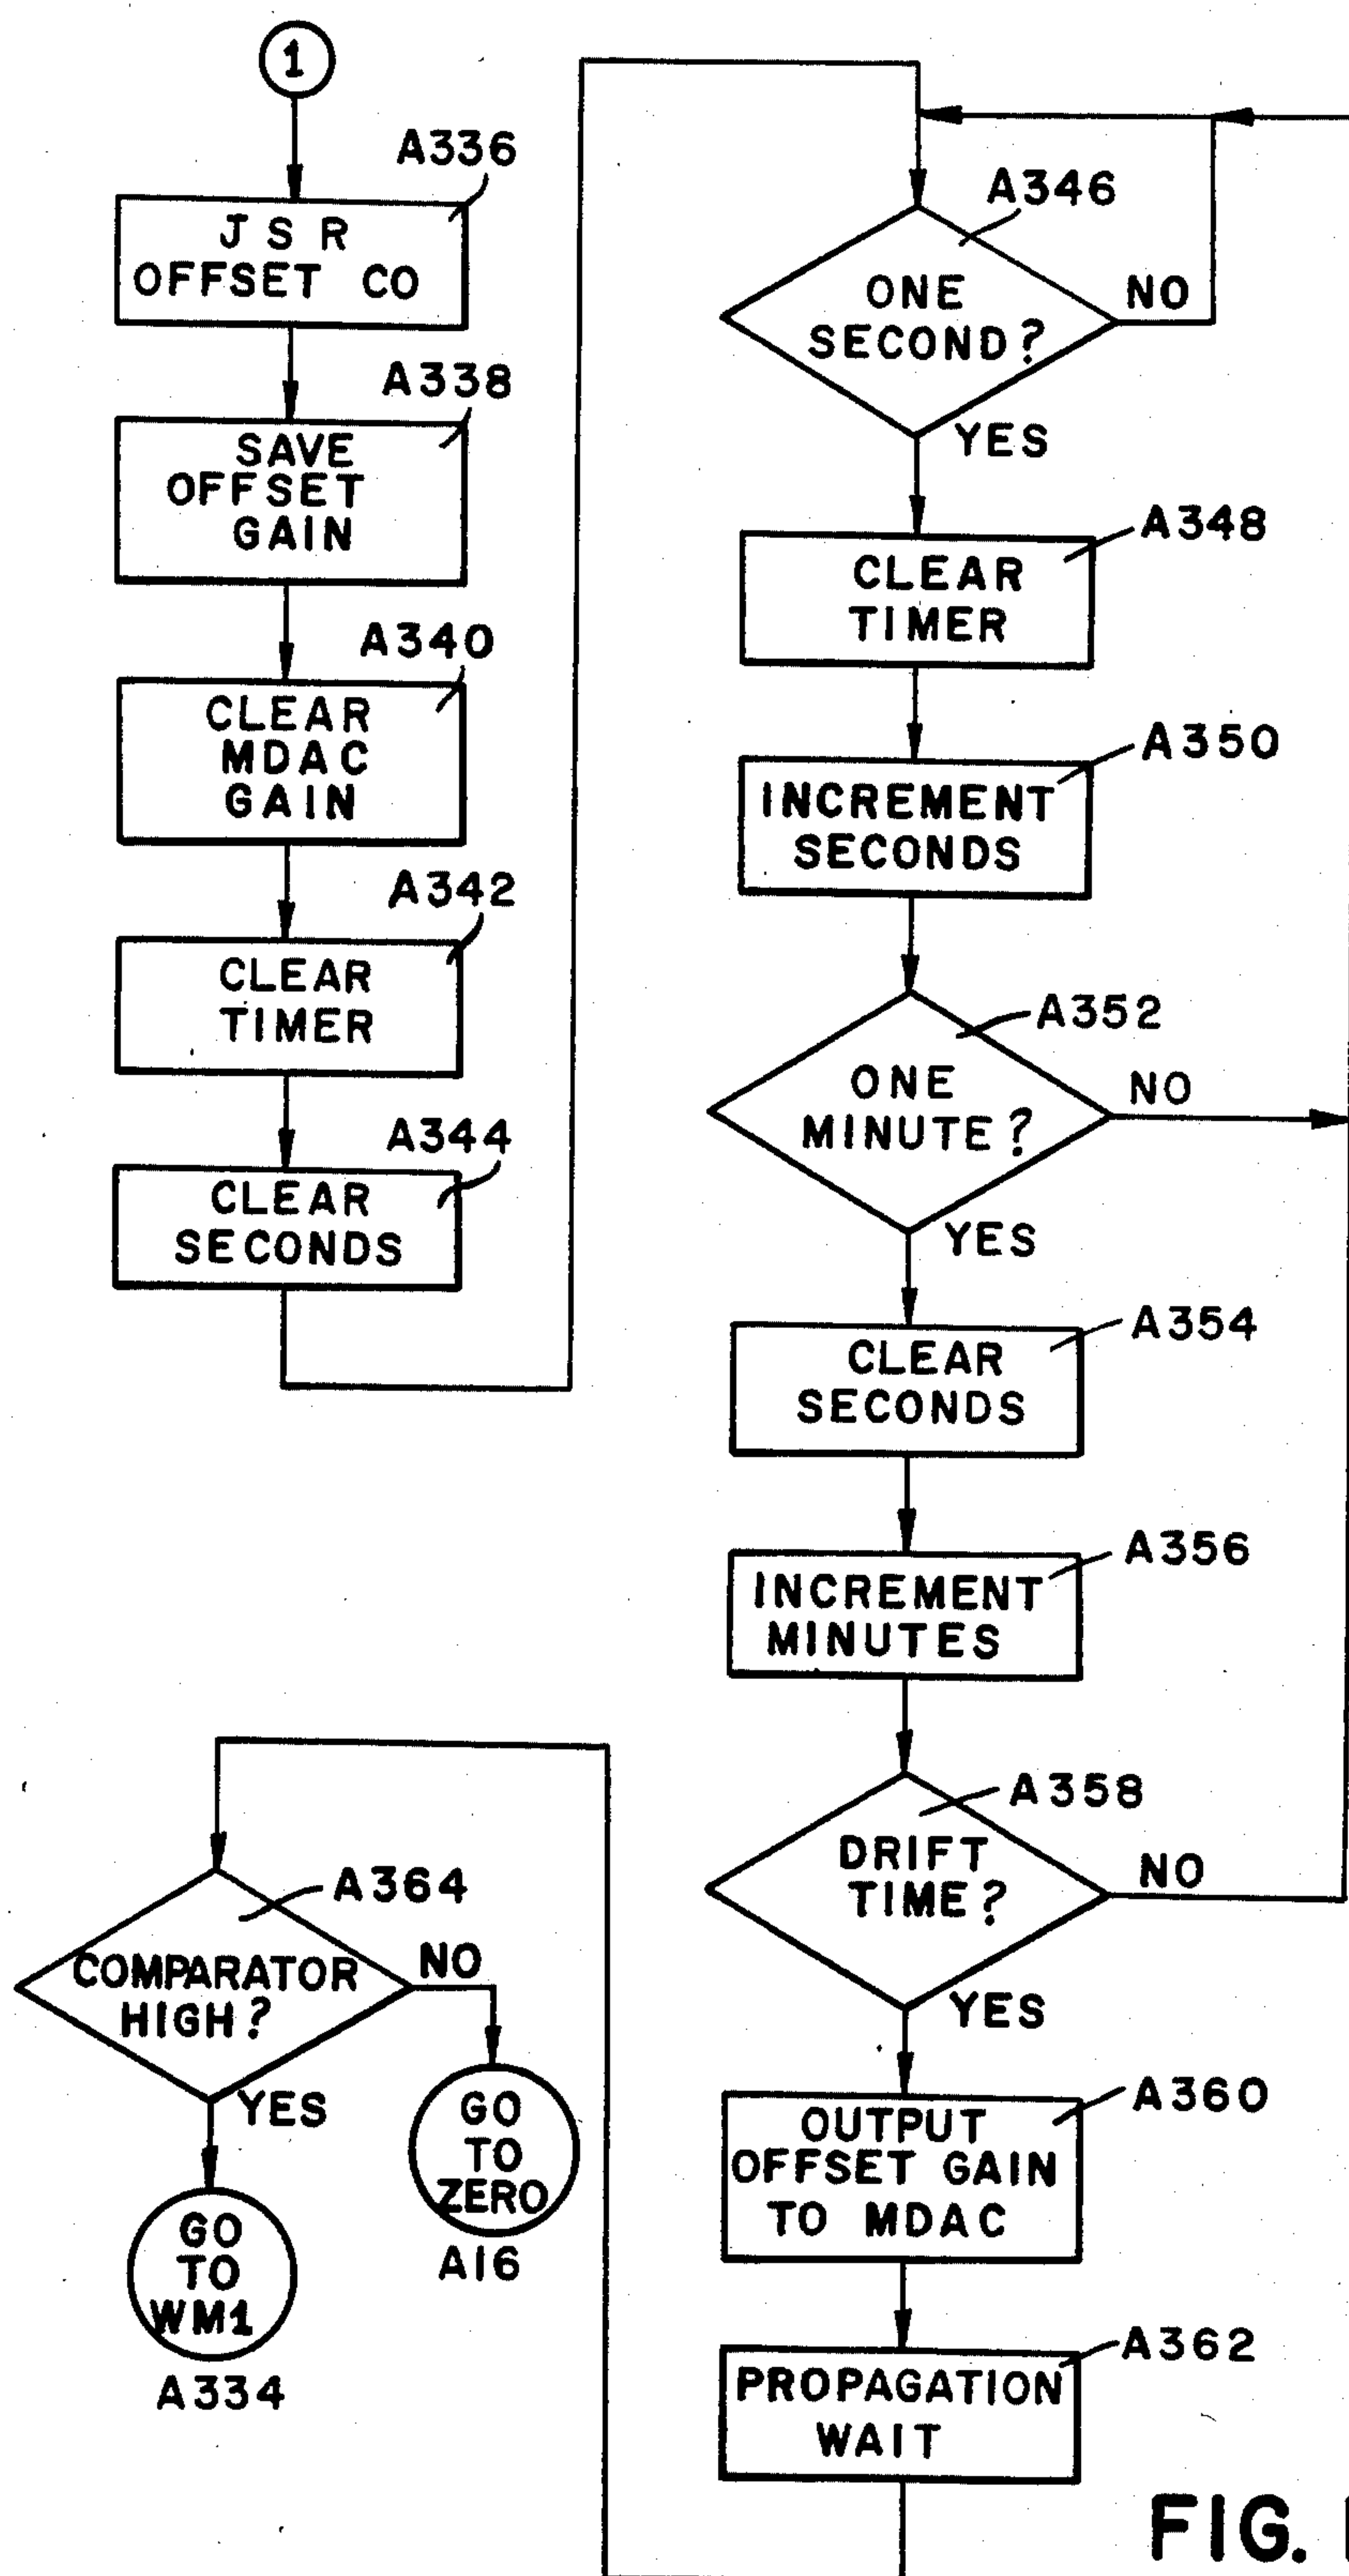 1
A336
JSR
OFFSET CO
A338
SAVE
OFFSET
GAIN
A340
CLEAR
MDAC
GAIN
A342
CLEAR
TIMER
A344
CLEAR
SECONDS
A346
ONE
SECOND?
NO
YES
A348
CLEAR
TIMER
A350
INCREMENT
SECONDS
A352
ONE
MINUTE?
NO
YES
A354
CLEAR
SECONDS
A356
INCREMENT
MINUTES
A358
DRIFT
TIME?
NO
YES
A360
OUTPUT
OFFSET GAIN
TO MDAC
A362
PROPAGATION
WAIT
A364
COMPARATOR
HIGH?
NO
YES
GO
TO
ZERO
A16
GO
TO
WM1
A334
FIG.